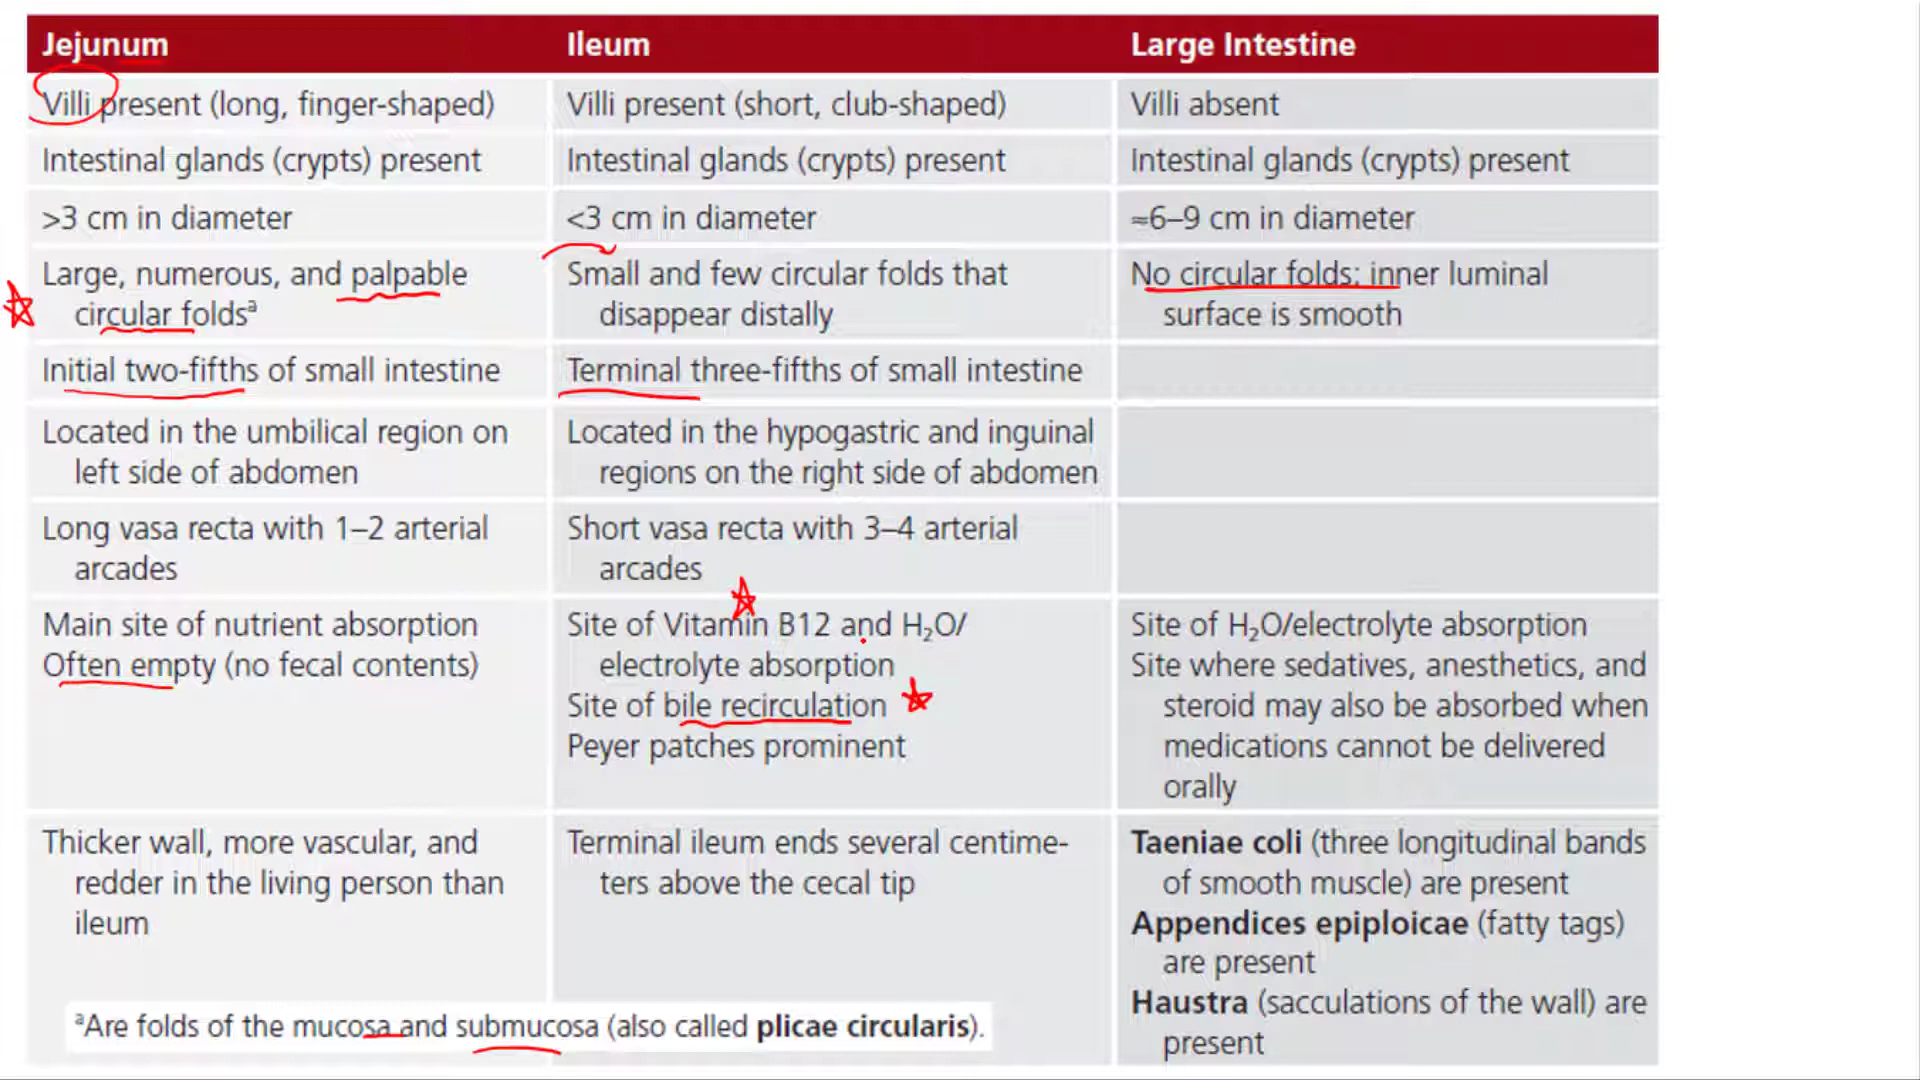 Jejunum
Ileum
Large Intestine
Villi present (long, finger-shaped)
Villi present (short, club-shaped)
Villi absent
Intestinal glands (crypts) present
Intestinal glands (crypts) present
Intestinal glands (crypts) present
>3 cm in diameter
<3 cm in diameter
≈6–9 cm in diameter
Large, numerous, and palpable
circular foldsª
Small and few circular folds that
disappear distally
No circular folds; inner luminal
surface is smooth
Initial two-fifths of small intestine
Terminal three-fifths of small intestine
Located in the umbilical region on
left side of abdomen
Located in the hypogastric and inguinal
regions on the right side of abdomen
Long vasa recta with 1–2 arterial
arcades
Short vasa recta with 3–4 arterial
arcades
Main site of nutrient absorption
Often empty (no fecal contents)
Site of Vitamin B12 and H₂O/
electrolyte absorption
Site of bile recirculation
Peyer patches prominent
Site of H₂O/electrolyte absorption
Site where sedatives, anesthetics, and
steroid may also be absorbed when
medications cannot be delivered
orally
Thicker wall, more vascular, and
redder in the living person than
ileum
Terminal ileum ends several centime-
ters above the cecal tip
Taeniae coli (three longitudinal bands
of smooth muscle) are present
Appendices epiploicae (fatty tags)
are present
Haustra (sacculations of the wall) are
present
ªAre folds of the mucosa and submucosa (also called plicae circularis).